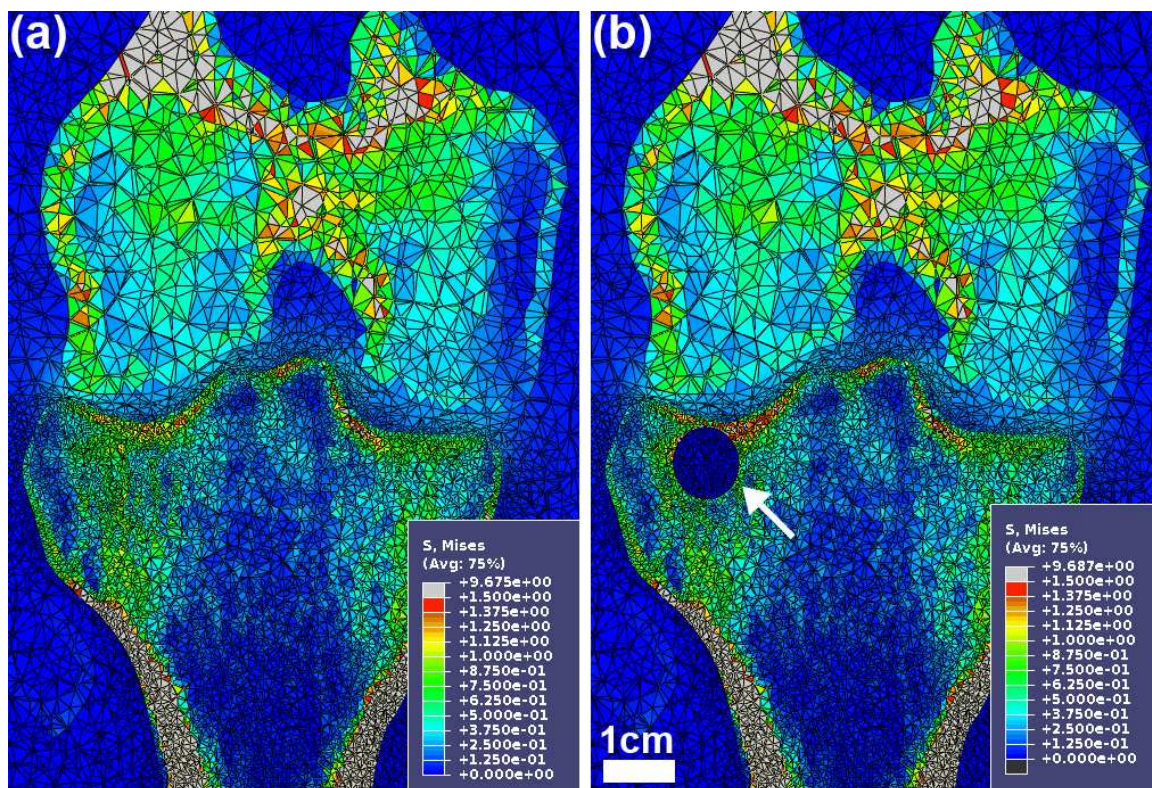 (a)
S, Mises
(Avg: 75%)
+9.675e+00
+1.500e+00
+1.375e+00
+1.250e+00
+1.125e+00
+1.000e+00
+8.750e-01
+7.500e-01
+6.250e-01
+5.000e-01
+3.750e-01
+2.500e-01
+1.250e-01
+0.000e+00
(b)
1cm
S, Mises
(Avg: 75%)
+9.687e+00
+1.500e+00
+1.375e+00
+1.250e+00
+1.125e+00
+1.000e+00
+8.750e-01
+7.500e-01
+6.250e-01
+5.000e-01
+3.750e-01
+2.500e-01
+1.250e-01
+0.000e+00